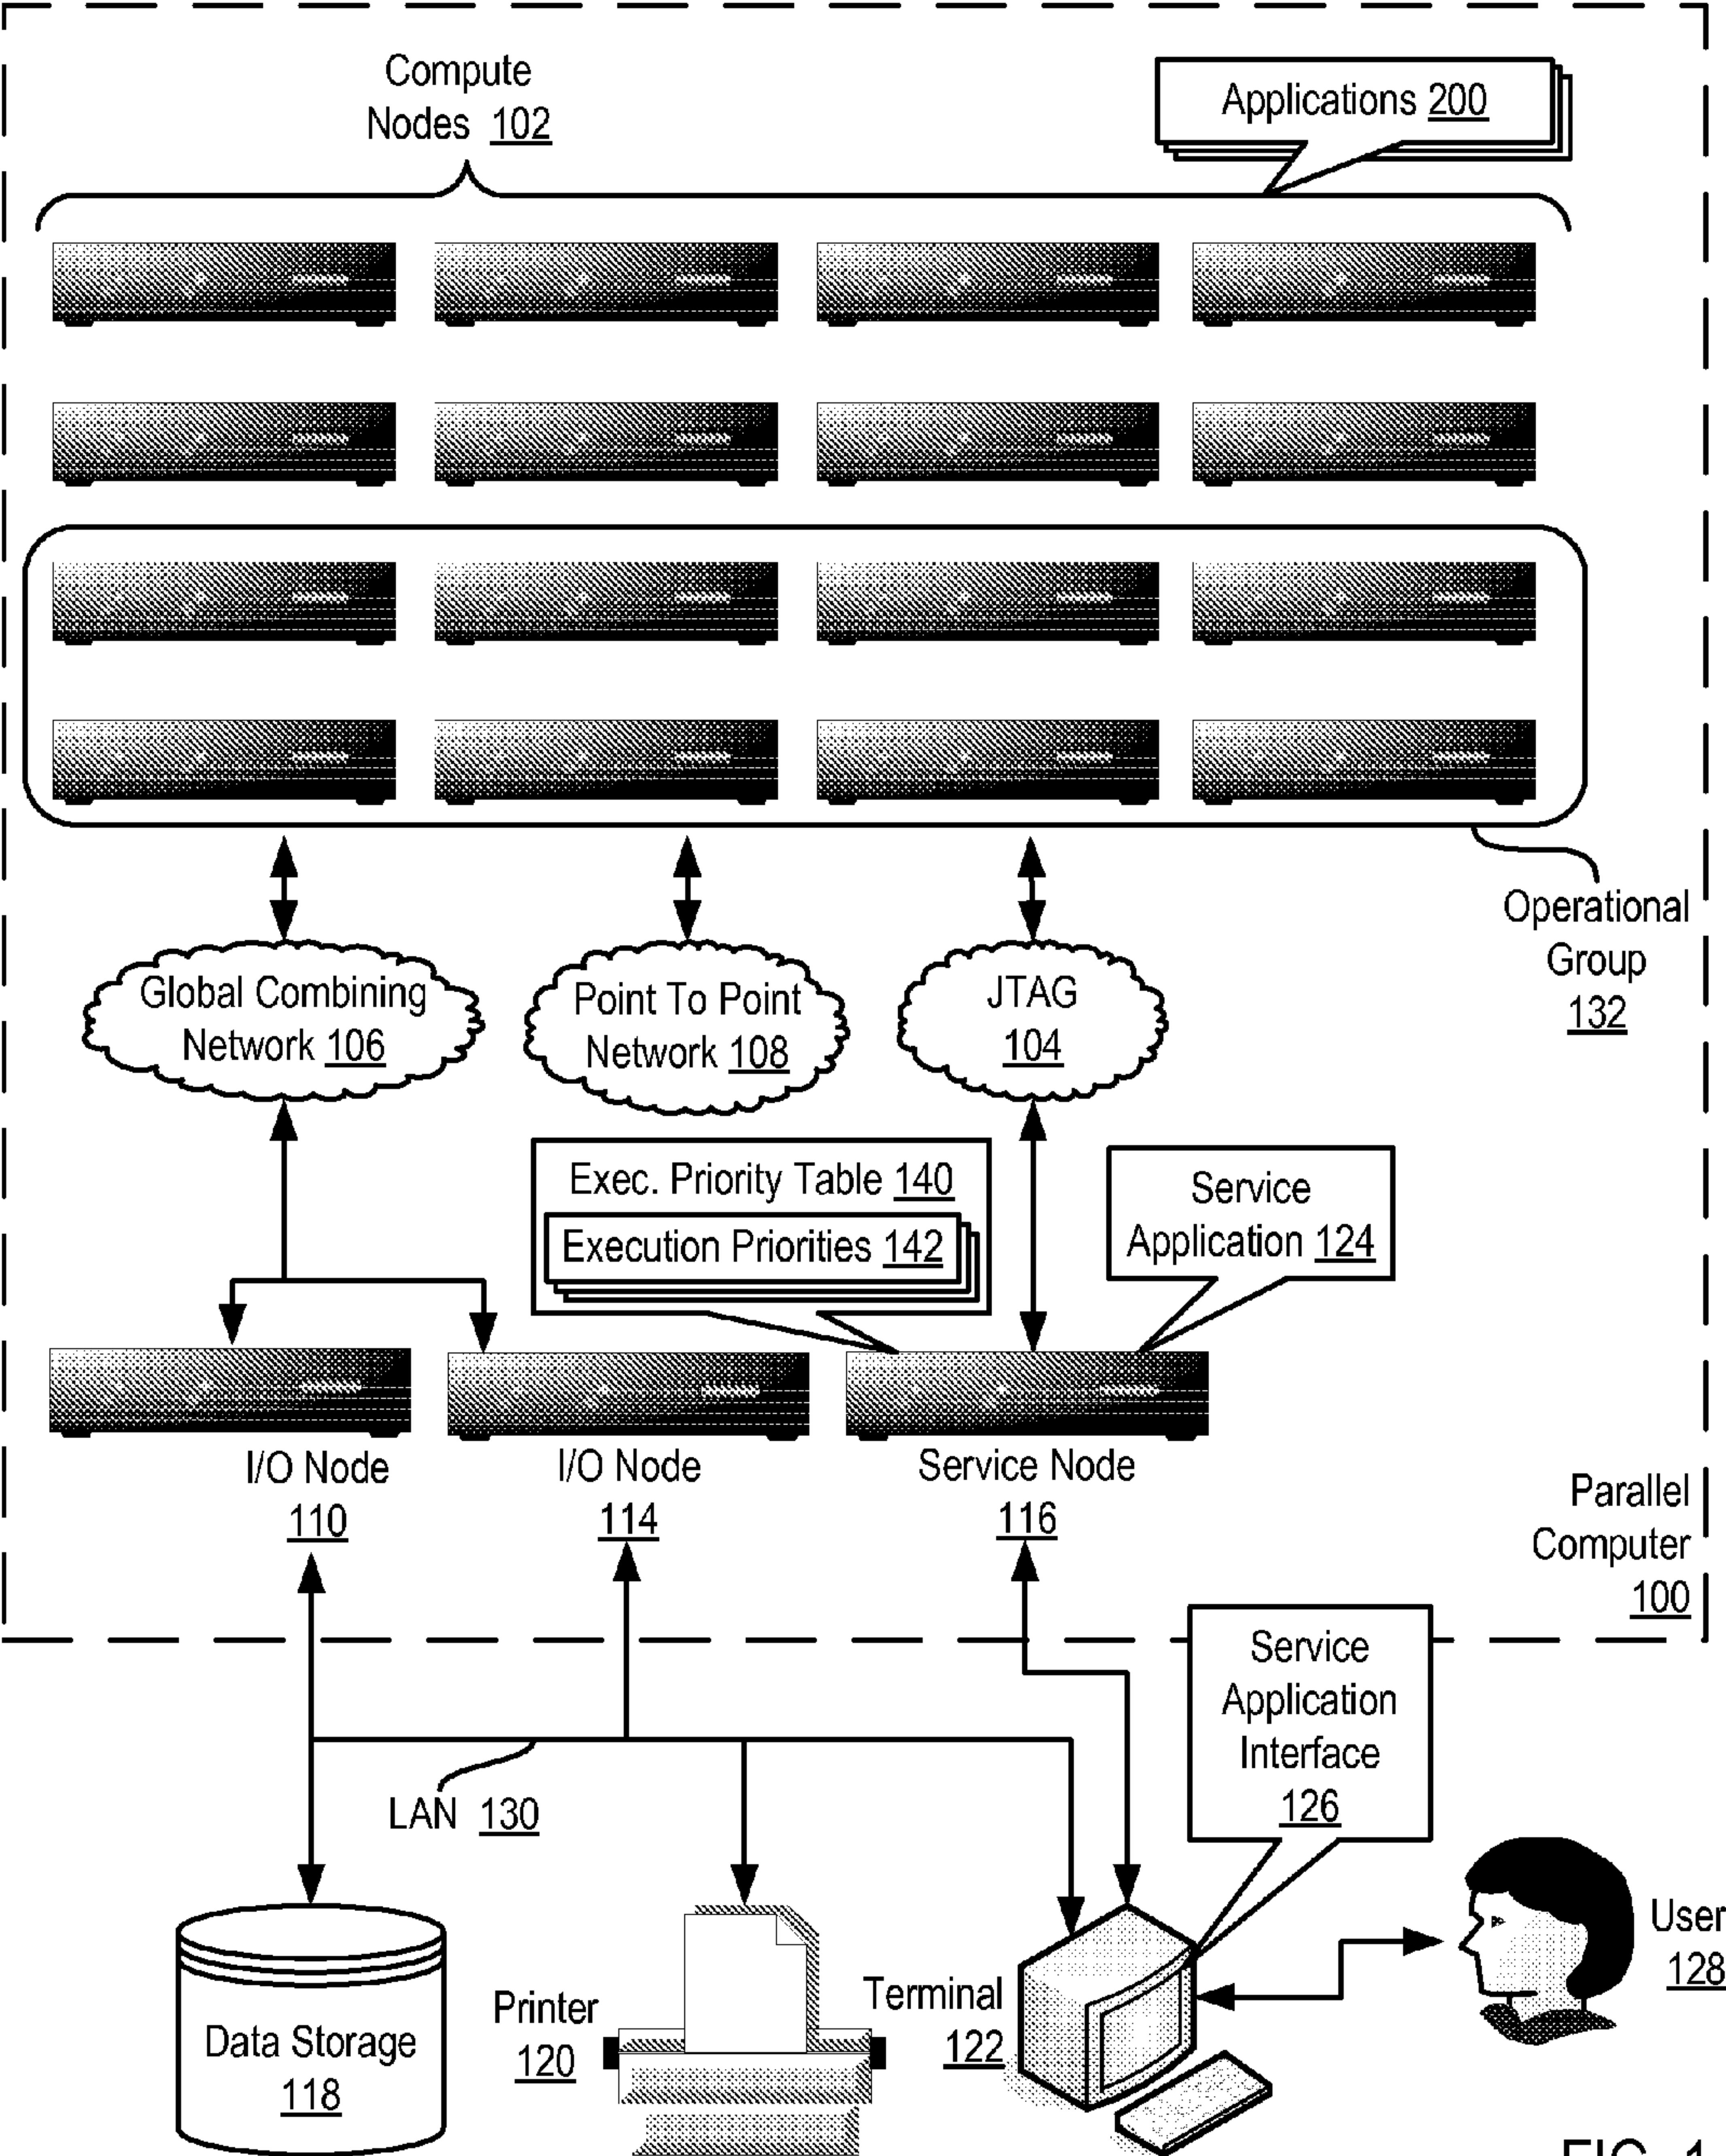 Compute
Nodes 102
Applications 200
Operational
Group
132
Global Combining
Network 106
Point To Point
Network 108
JTAG
104
Exec. Priority Table 140
Execution Priorities 142
Service
Application 124
I/O Node
110
I/O Node
114
Service Node
116
Parallel
Computer
100
Service
Application
Interface
126
LAN 130
Data Storage
118
Printer
120
Terminal
122
User
128
FIG. 1